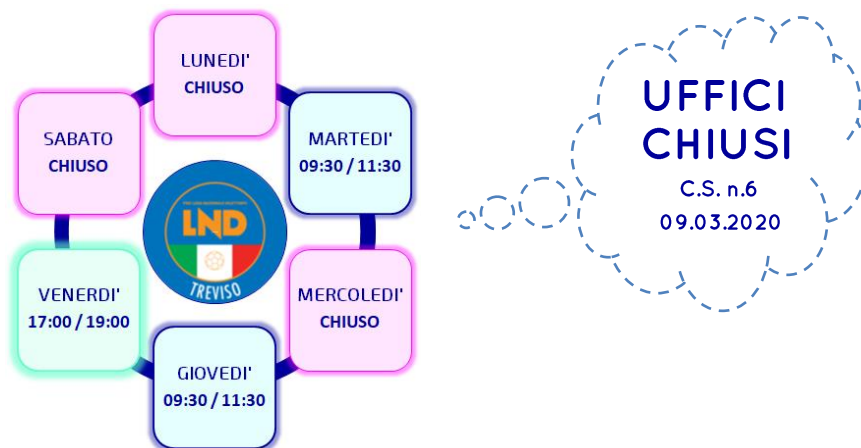 LUNEDI'
CHIUSO
MARTEDI'
09:30 / 11:30
MERCOLEDI'
CHIUSO
GIOVEDI'
09:30 / 11:30
VENERDI'
17:00 / 19:00
SABATO
CHIUSO
LND
TREVISO
UFFICI
CHIUSI
C.S. n.6
09.03.2020